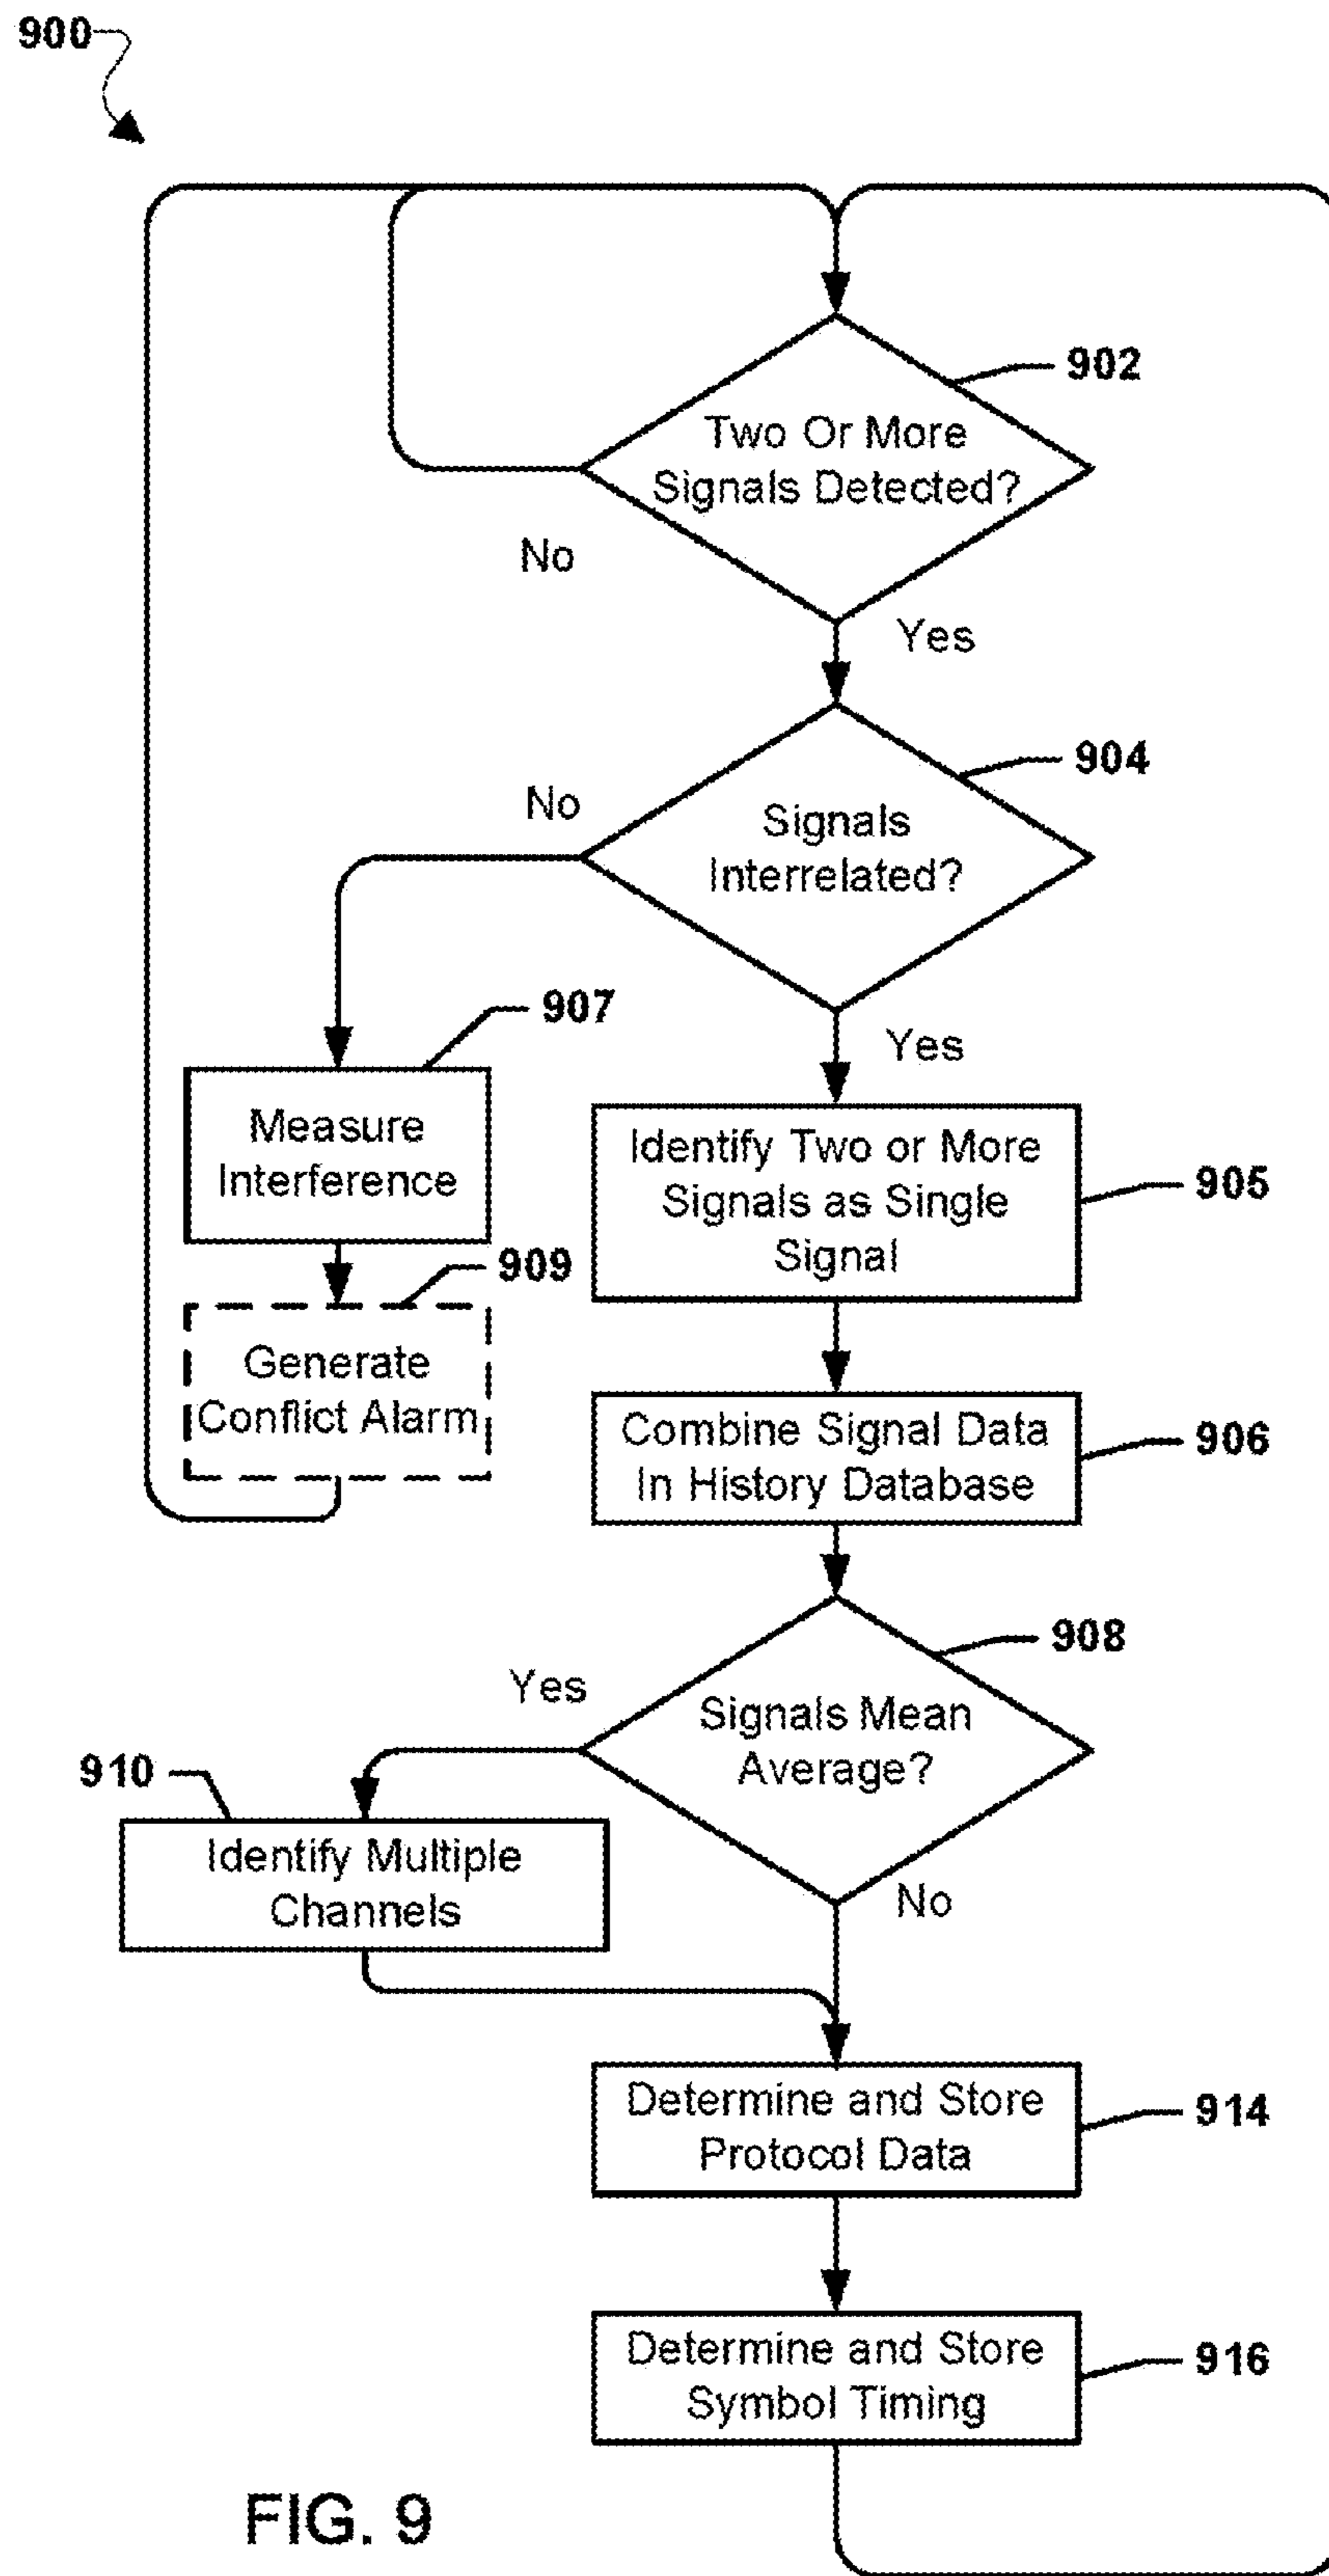 900
902
Two Or More
Signals Detected?
No
Yes
904
No
Signals
Interrelated?
907
Yes
Measure
Interference
Identify Two or More
Signals as Single
Signal
905
909
Generate
Conflict Alarm
Combine Signal Data
In History Database
906
908
Yes
Signals Mean
Average?
910
Identify Multiple
Channels
No
Determine and Store
Protocol Data
914
Determine and Store
Symbol Timing
916
FIG. 9